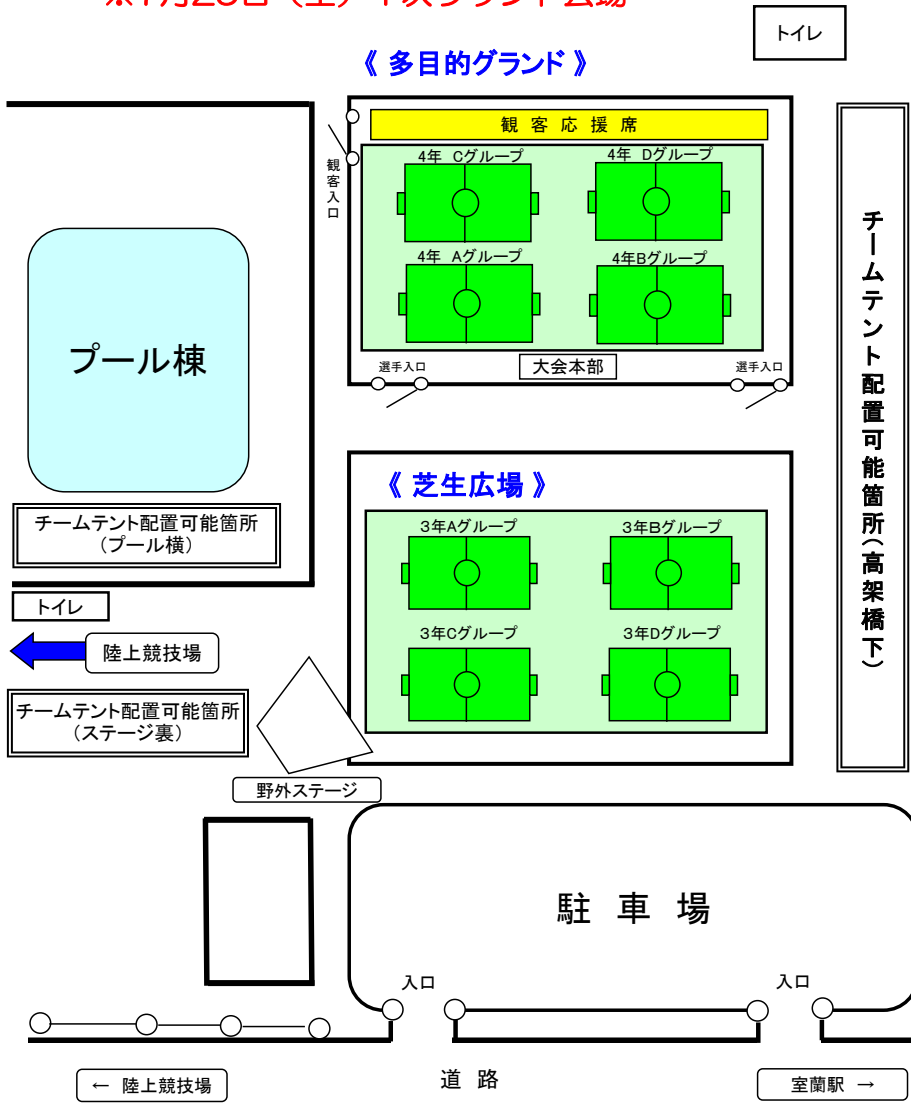 トイレ
《 多目的グランド 》
観 客 応 援 席
観客入口
4年 Cグループ
4年 Dグループ
4年 Aグループ
4年Bグループ
プール棟
選手入口
大会本部
選手入口
チームテント配置可能箇所(高架橋下)
《 芝生広場 》
チームテント配置可能箇所
(プール横)
3年Aグループ
3年Bグループ
トイレ
陸上競技場
3年Cグループ
3年Dグループ
チームテント配置可能箇所
(ステージ裏)
野外ステージ
駐 車 場
入口
入口
← 陸上競技場
道 路
室蘭駅 →